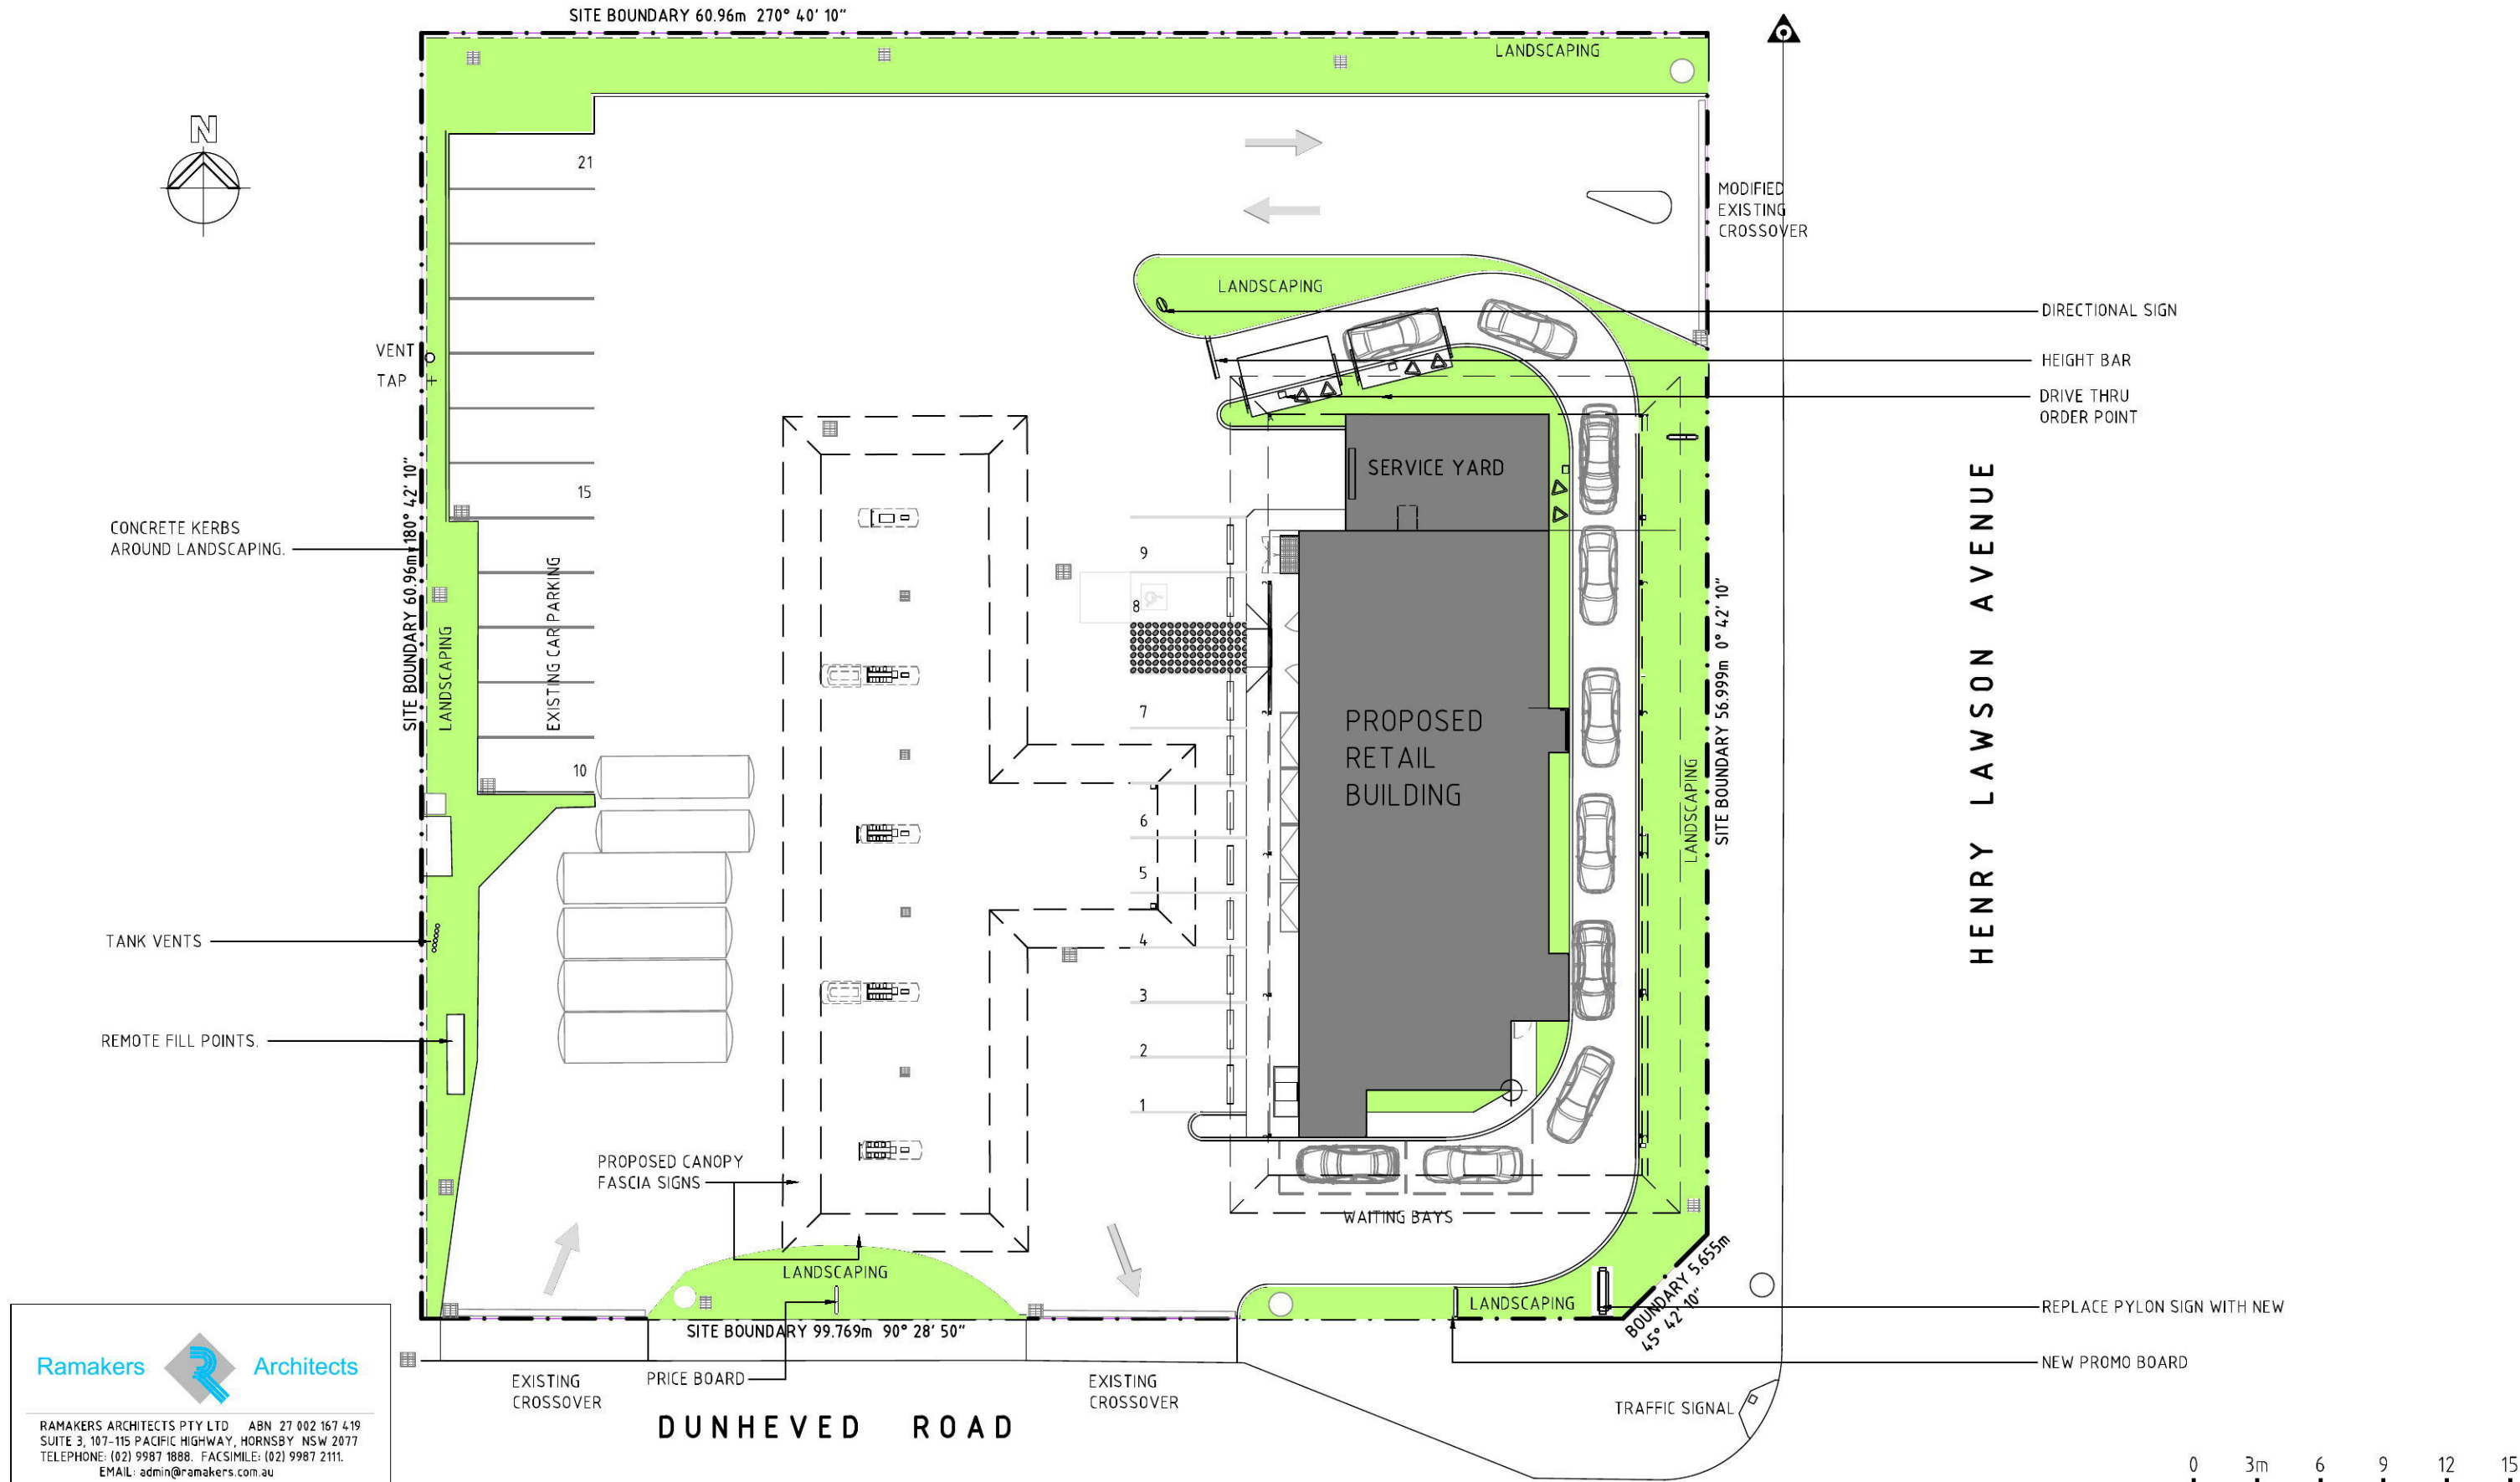 SITE BOUNDARY 60.96m 270° 40' 10"
LANDSCAPING
N
21
MODIFIED
EXISTING
CROSSOVER
LANDSCAPING
DIRECTIONAL SIGN
VENT
HEIGHT BAR
TAP
DRIVE THRU
ORDER POINT
SERVICE YARD
15
SITE BOUNDARY 60.96m 180° 42' 10"
CONCRETE KERBS
AROUND LANDSCAPING.
9
8
EXISTING CAR PARKING
LANDSCAPING
HENRY LAWSON AVENUE
SITE BOUNDARY 56.999m 0° 42' 10"
7
PROPOSED
RETAIL
BUILDING
10
LANDSCAPING
6
5
4
TANK VENTS
3
REMOTE FILL POINTS.
2
1
PROPOSED CANOPY
FASCIA SIGNS
WAITING BAYS
LANDSCAPING
BOUNDARY 5.655m
45° 42' 10"
LANDSCAPING
REPLACE PYLON SIGN WITH NEW
SITE BOUNDARY 99.769m 90° 28' 50"
NEW PROMO BOARD
EXISTING
CROSSOVER
PRICE BOARD
EXISTING
CROSSOVER
TRAFFIC SIGNAL
DUNHEVED ROAD
Ramakers Architects
RAMAKERS ARCHITECTS PTY LTD ABN 27 002 167 419
SUITE 3, 107-115 PACIFIC HIGHWAY, HORNSBY NSW 2077
TELEPHONE: (02) 9987 1888. FACSIMILE: (02) 9987 2111.
EMAIL: admin@ramakers.com.au
0 3m 6 9 12 15